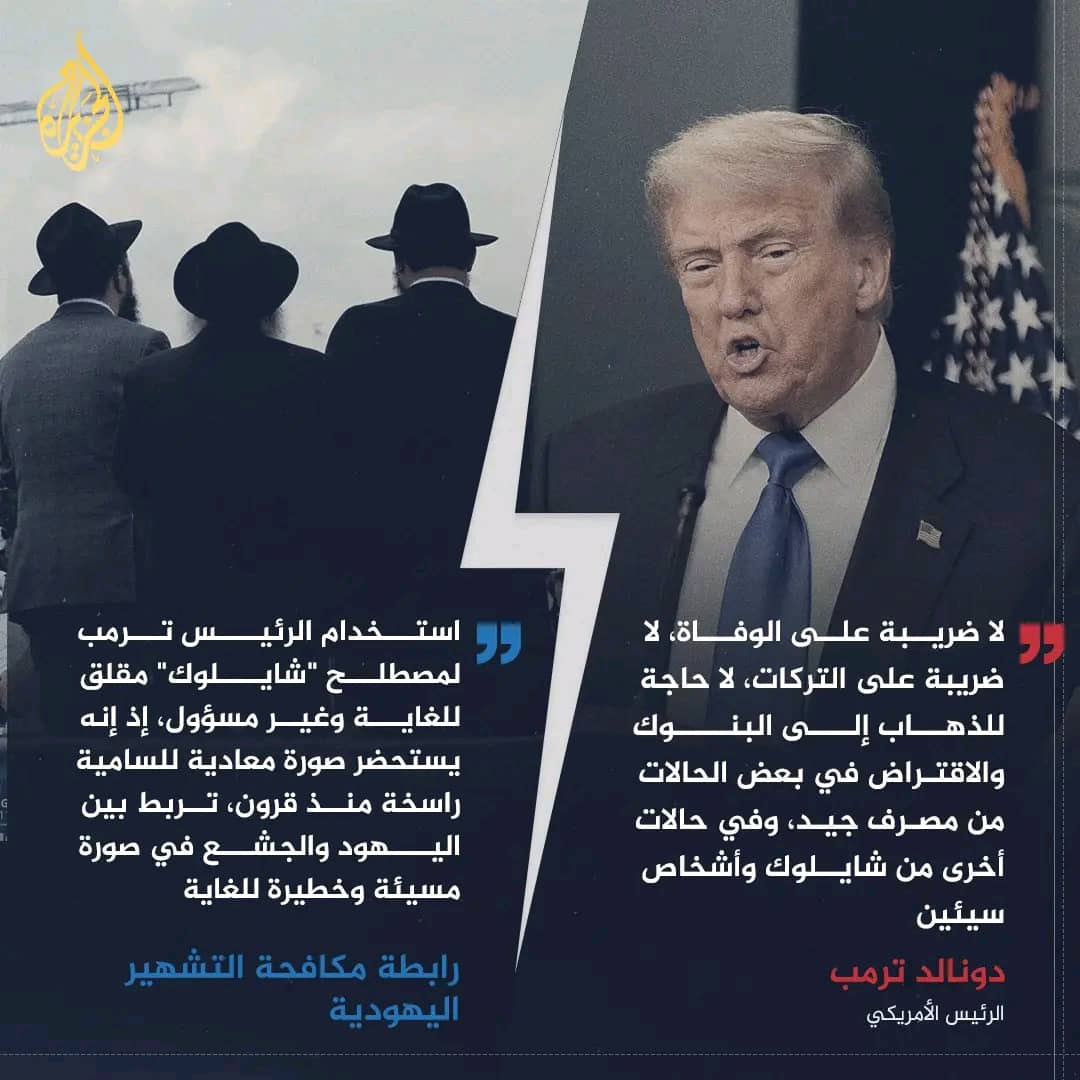 الجزيرة
لا ضريبة على الوفاة، لا
ضريبة على التركات، لا حاجة
للذهاب إلى البنوك
والاقتراض في بعض الحالات
من مصرف جيد، وفي حالات
أخرى من شايلوك وأشخاص
سيئين
دونالد ترمب
الرئيس الأمريكي
استخدام الرئيس ترمب
لمصطلح "شايلوك" مقلق
للغاية وغير مسؤول، إذ إنه
يستحضر صورة معادية للسامية
راسخة منذ قرون، تربط بين
اليهود والجشع في صورة
مسيئة وخطيرة للغاية
رابطة مكافحة التشهير
اليهودية